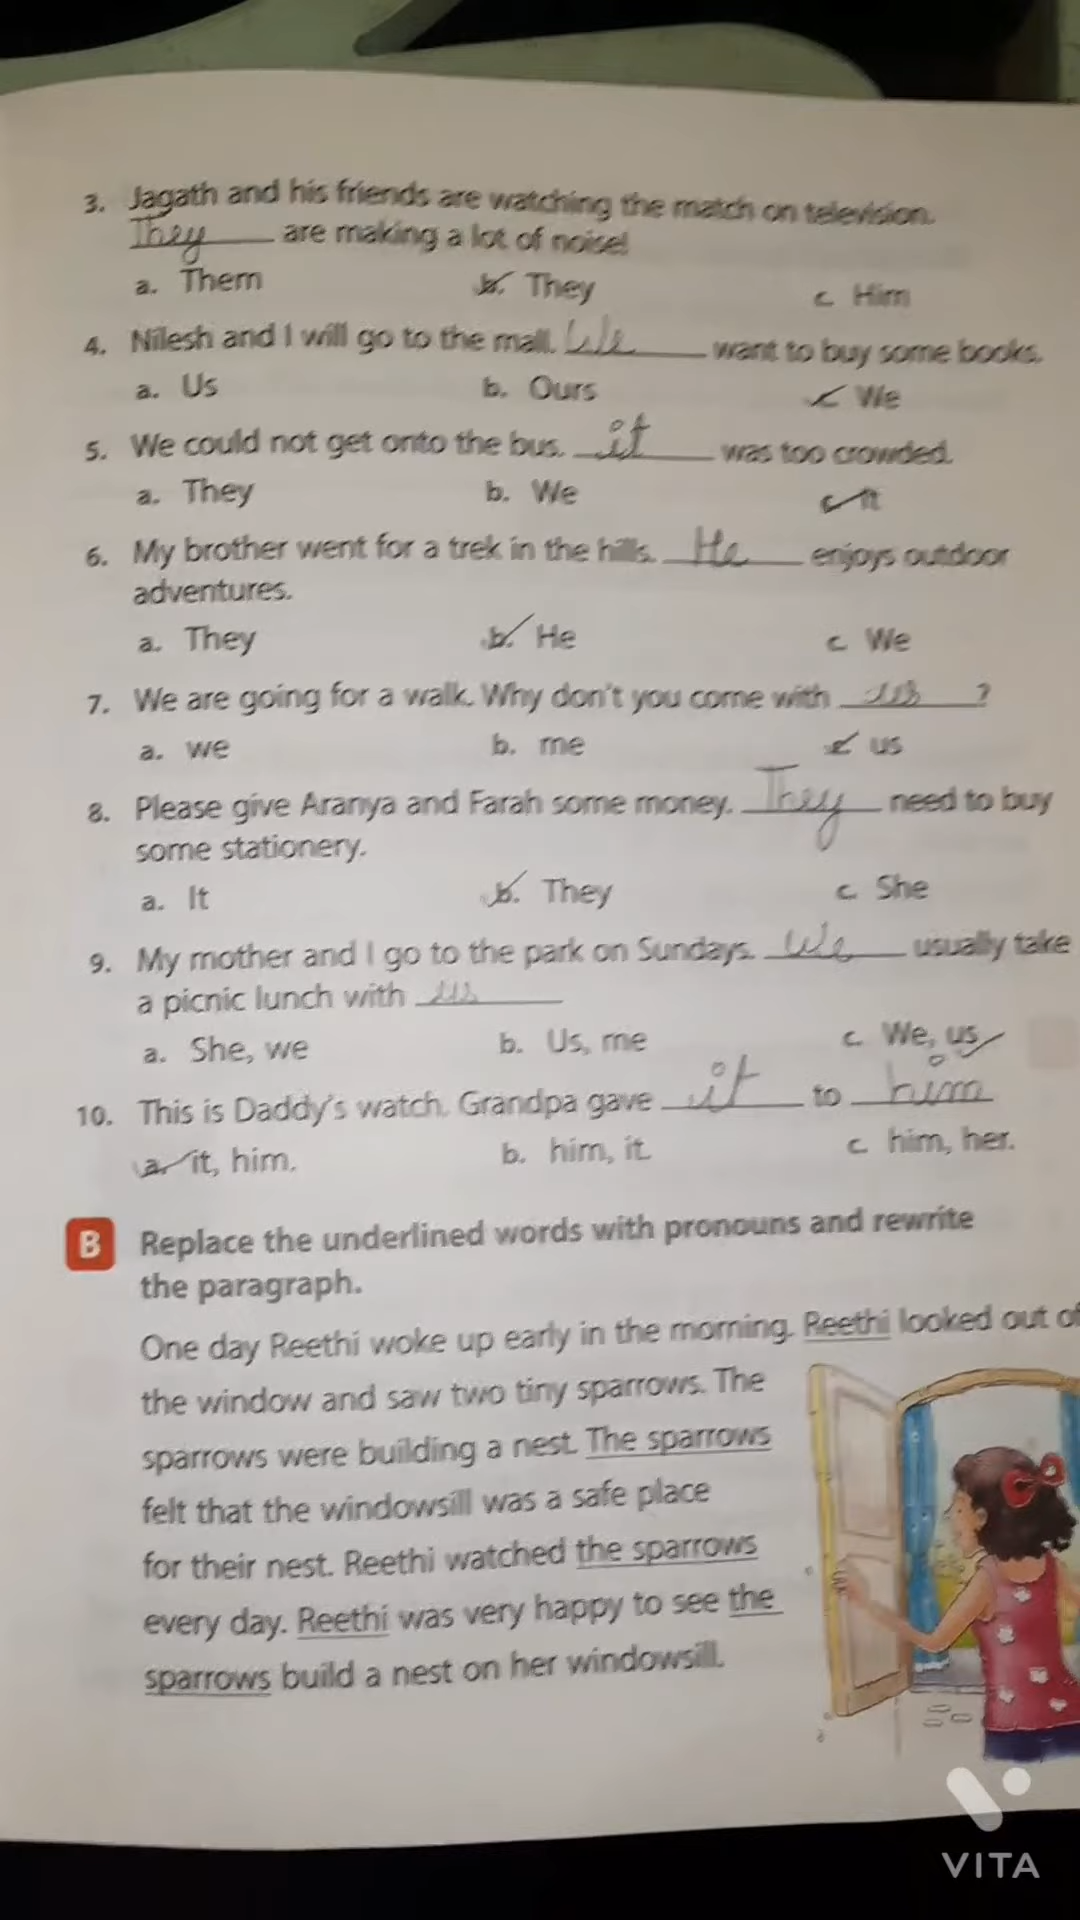 3. Jagath and his friends are watching the match on television.
They are making a lot of noise!
a. Them b. They c. Him
4. Nilesh and I will go to the mall. We want to buy some books.
a. Us b. Ours c. We
5. We could not get onto the bus. it was too crowded.
a. They b. We c. It
6. My brother went for a trek in the hills. He enjoys outdoor
adventures.
a. They b. He c. We
7. We are going for a walk. Why don't you come with us ?
a. we b. me c. us
8. Please give Aranya and Farah some money. They need to buy
some stationery.
a. It b. They c. She
9. My mother and I go to the park on Sundays. We usually take
a picnic lunch with us
a. She, we b. Us, me c. We, us
10. This is Daddy's watch. Grandpa gave it to him
a. it, him. b. him, it. c. him, her.
B Replace the underlined words with pronouns and rewrite
the paragraph.
One day Reethi woke up early in the morning. Reethi looked out of
the window and saw two tiny sparrows. The
sparrows were building a nest. The sparrows
felt that the windowsill was a safe place
for their nest. Reethi watched the sparrows
every day. Reethi was very happy to see the
sparrows build a nest on her windowsill.
VITA